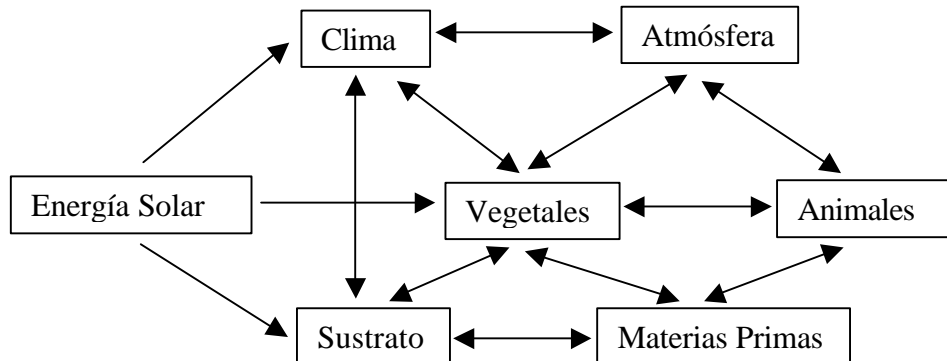 Clima
Atmósfera
Energía Solar
Vegetales
Animales
Sustrato
Materias Primas